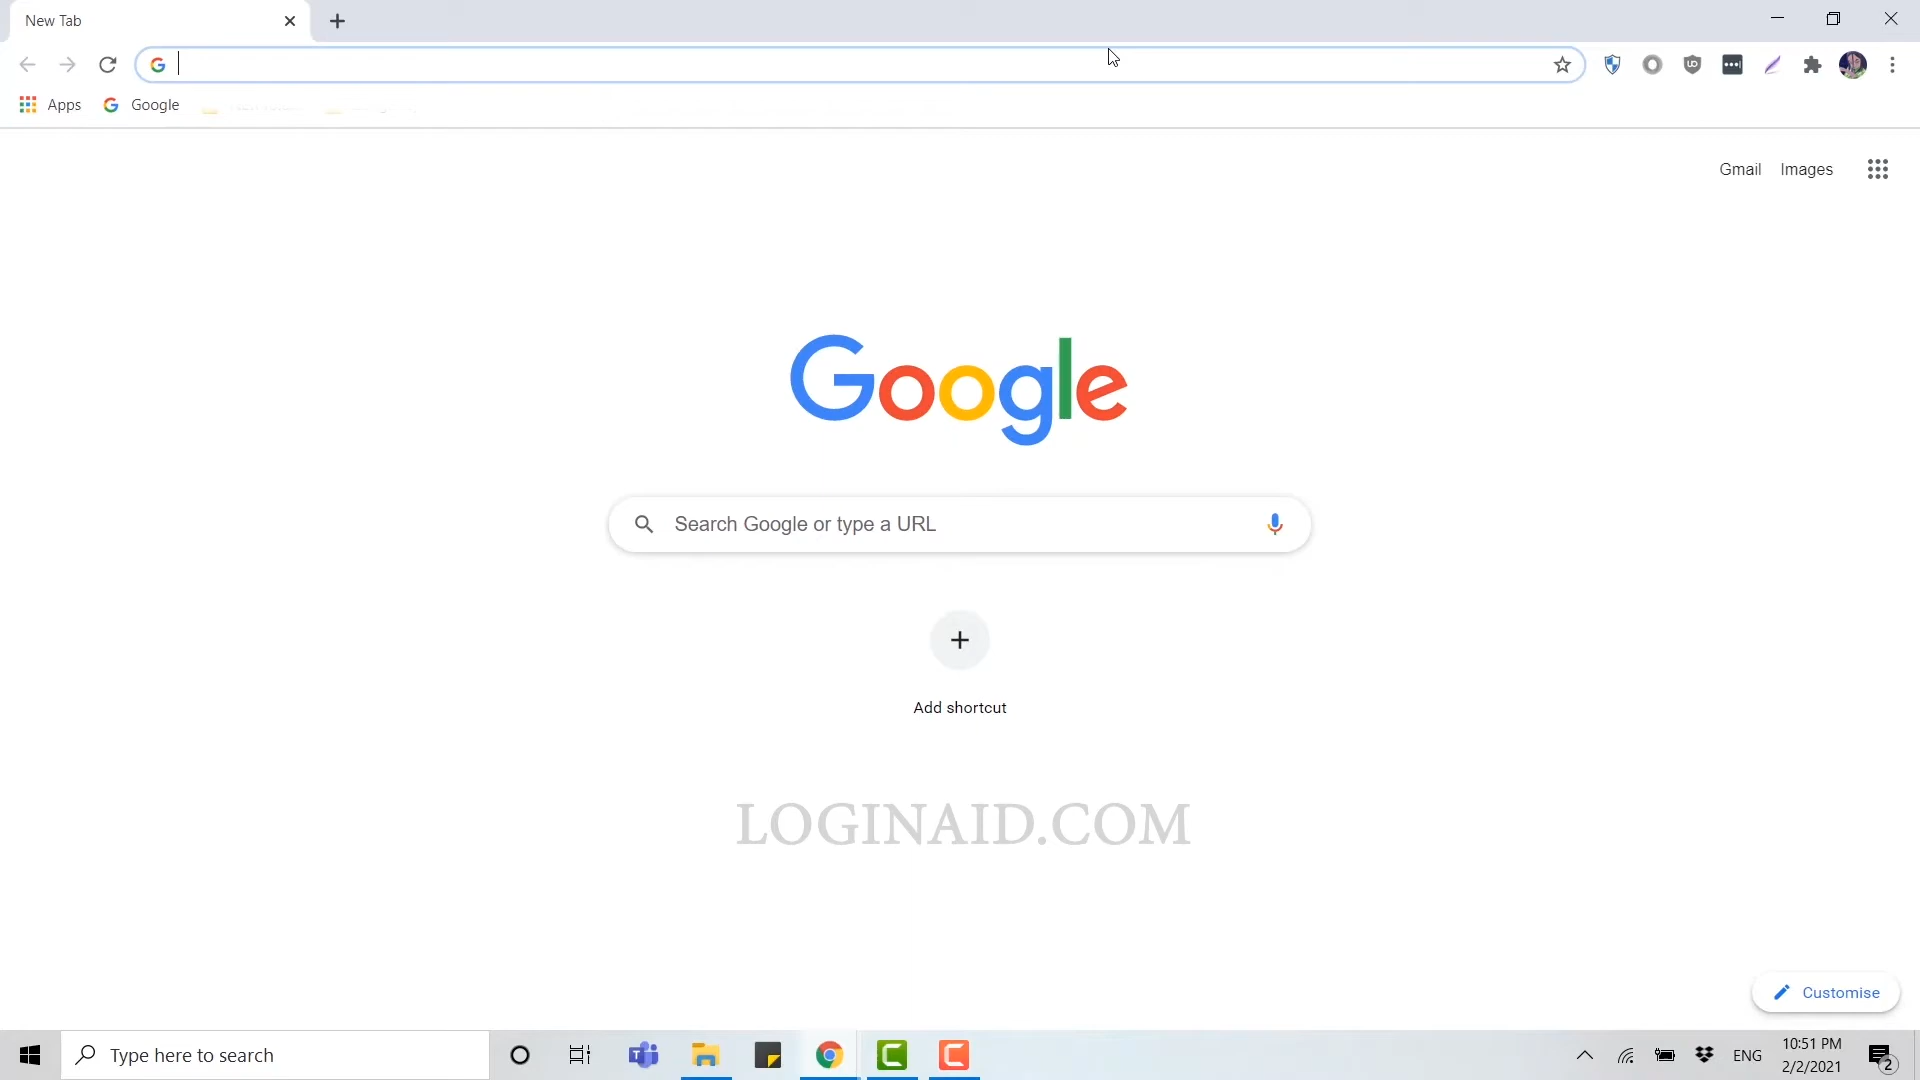 New Tab
Apps
Google
Gmail
Images
Google
Search Google or type a URL
Add shortcut
LOGINAID.COM
Customise
Type here to search
ENG
10:51 PM
2/2/2021
2